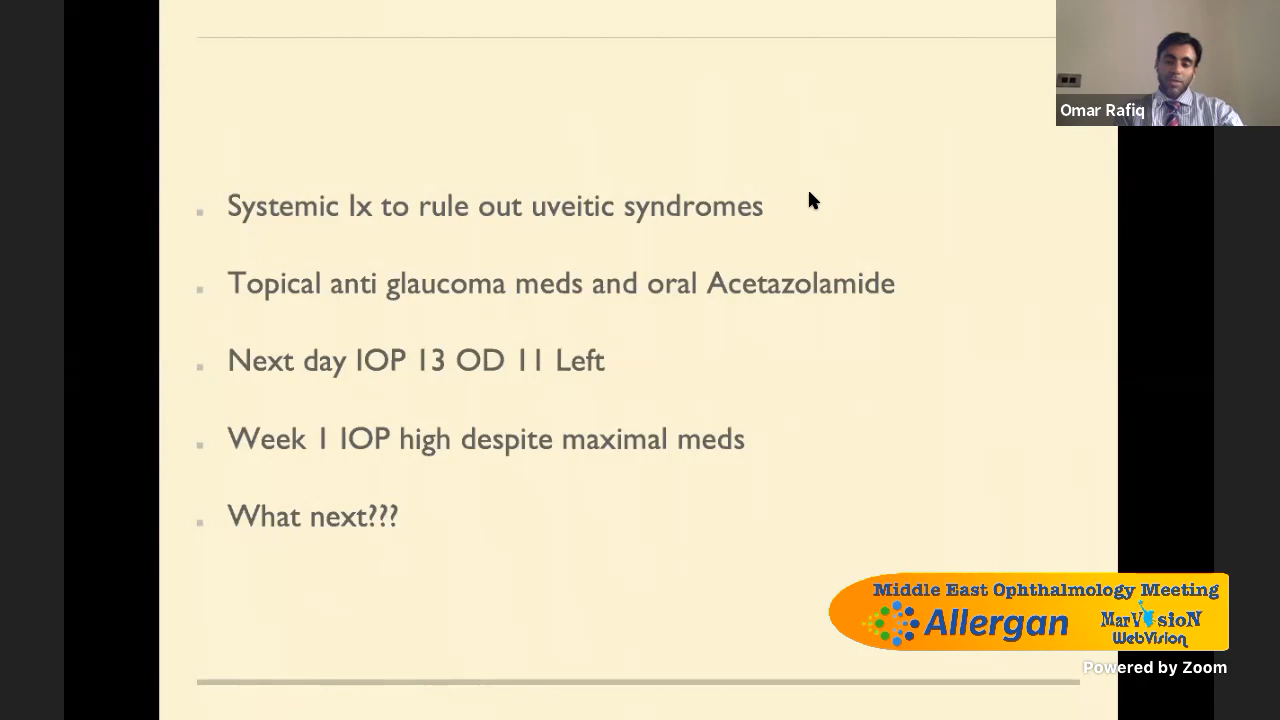 Omar Rafiq
Systemic Ix to rule out uveitic syndromes
Topical anti glaucoma meds and oral Acetazolamide
Next day IOP 13 OD 11 Left
Week 1 IOP high despite maximal meds
What next???
Middle East Ophthalmology Meeting
Allergan
MarVisioN
WebVision
Powered by Zoom